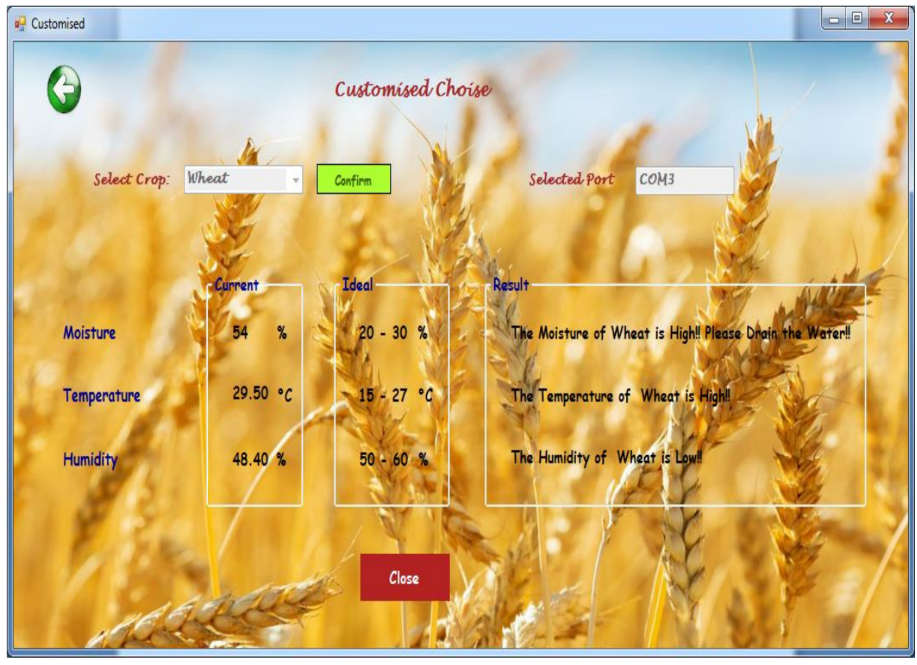 Customised
Customised Choise
Select Crop: Wheat Confirm Selected Port COM3
Current Ideal Result
Moisture 54 % 20 - 30 % The Moisture of Wheat is High!! Please Drain the Water!!
Temperature 29.50 °C 15 - 27 °C The Temperature of Wheat is High!!
Humidity 48.40 % 50 - 60 % The Humidity of Wheat is Low!!
Close